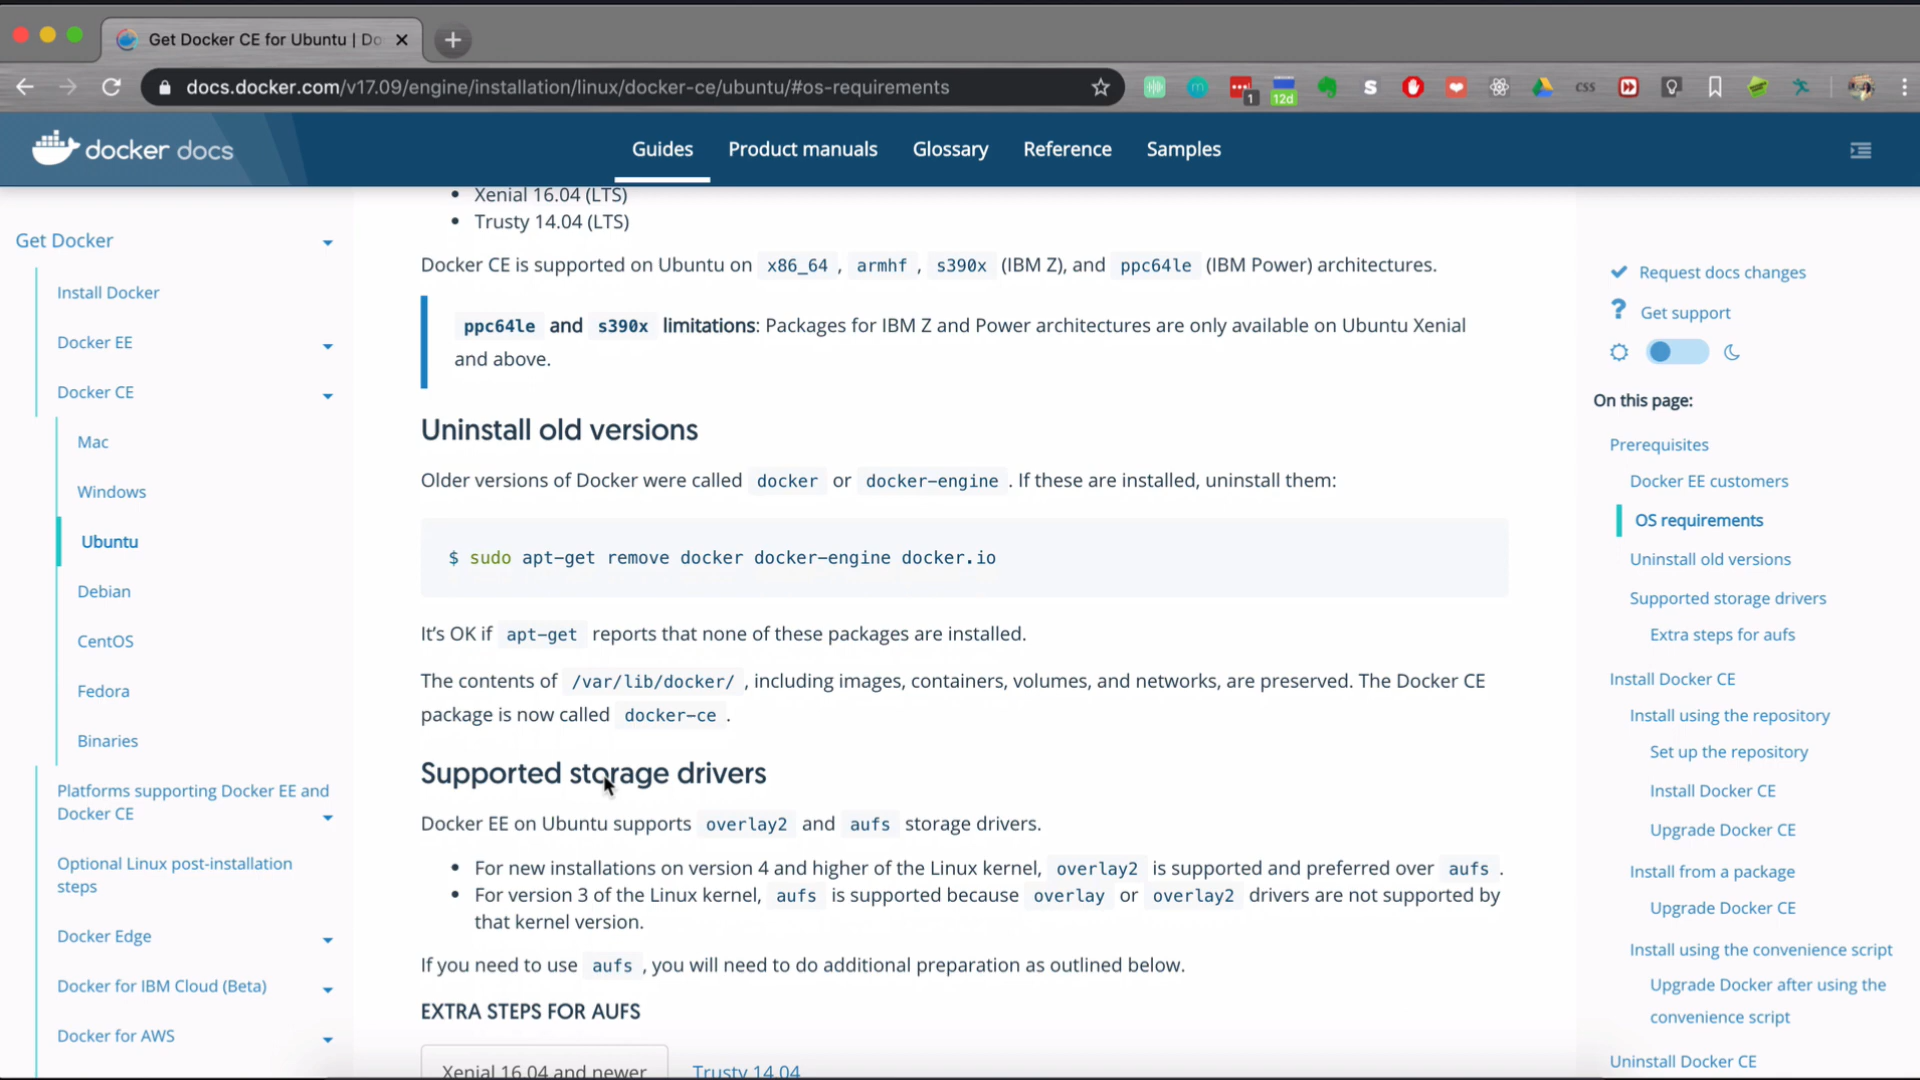 Get Docker CE for Ubuntu | Do
docs.docker.com/v17.09/engine/installation/linux/docker-ce/ubuntu/#os-requirements
1
12d
m
S
CSS
docker docs
Guides
Product manuals
Glossary
Reference
Samples
Get Docker
Install Docker
Docker EE
Docker CE
Mac
Windows
Ubuntu
Debian
CentOS
Fedora
Binaries
Platforms supporting Docker EE and
Docker CE
Optional Linux post-installation
steps
Docker Edge
Docker for IBM Cloud (Beta)
Docker for AWS
• Xenial 16.04 (LTS)
• Trusty 14.04 (LTS)
Docker CE is supported on Ubuntu on x86_64 , armhf , s390x (IBM Z), and ppc64le (IBM Power) architectures.
ppc64le and s390x limitations: Packages for IBM Z and Power architectures are only available on Ubuntu Xenial
and above.
Uninstall old versions
Older versions of Docker were called docker or docker-engine . If these are installed, uninstall them:
$ sudo apt-get remove docker docker-engine docker.io
It’s OK if apt-get reports that none of these packages are installed.
The contents of /var/lib/docker/ , including images, containers, volumes, and networks, are preserved. The Docker CE
package is now called docker-ce .
Supported storage drivers
Docker EE on Ubuntu supports overlay2 and aufs storage drivers.
• For new installations on version 4 and higher of the Linux kernel, overlay2 is supported and preferred over aufs .
• For version 3 of the Linux kernel, aufs is supported because overlay or overlay2 drivers are not supported by
that kernel version.
If you need to use aufs , you will need to do additional preparation as outlined below.
EXTRA STEPS FOR AUFS
Xenial 16.04 and newer
Trusty 14.04
Request docs changes
Get support
On this page:
Prerequisites
Docker EE customers
OS requirements
Uninstall old versions
Supported storage drivers
Extra steps for aufs
Install Docker CE
Install using the repository
Set up the repository
Install Docker CE
Upgrade Docker CE
Install from a package
Upgrade Docker CE
Install using the convenience script
Upgrade Docker after using the
convenience script
Uninstall Docker CE